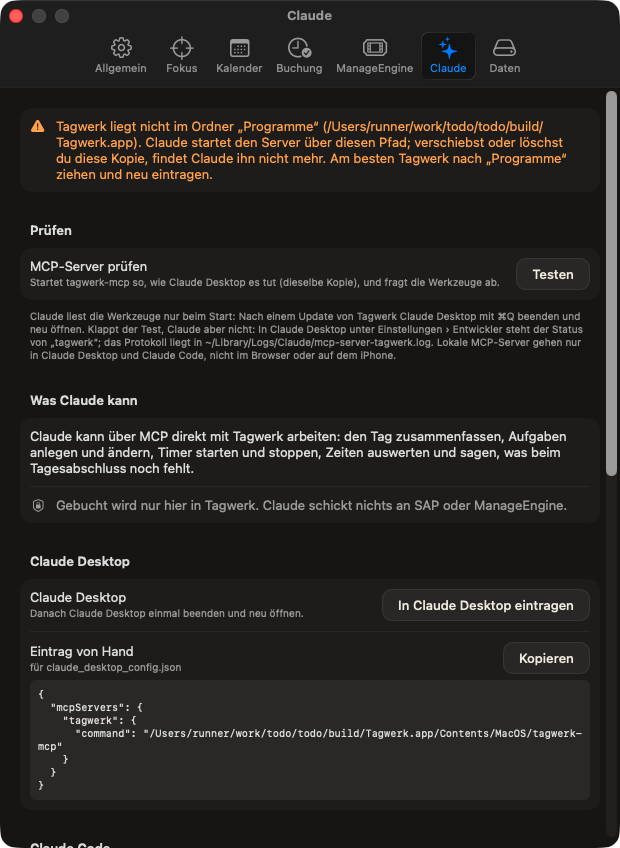 Claude
Allgemein
Fokus
Kalender
Buchung
ManageEngine
Claude
Daten
Tagwerk liegt nicht im Ordner „Programme“ (/Users/runner/work/todo/todo/build/
Tagwerk.app). Claude startet den Server über diesen Pfad; verschiebst oder löschst
du diese Kopie, findet Claude ihn nicht mehr. Am besten Tagwerk nach „Programme“
ziehen und neu eintragen.
Prüfen
MCP-Server prüfen
Startet tagwerk-mcp so, wie Claude Desktop es tut (dieselbe Kopie), und fragt die Werkzeuge ab.
Testen
Claude liest die Werkzeuge nur beim Start: Nach einem Update von Tagwerk Claude Desktop mit ⌘Q beenden und
neu öffnen. Klappt der Test, Claude aber nicht: In Claude Desktop unter Einstellungen › Entwickler steht der Status
von „tagwerk“; das Protokoll liegt in ~/Library/Logs/Claude/mcp-server-tagwerk.log. Lokale MCP-Server gehen nur
in Claude Desktop und Claude Code, nicht im Browser oder auf dem iPhone.
Was Claude kann
Claude kann über MCP direkt mit Tagwerk arbeiten: den Tag zusammenfassen, Aufgaben
anlegen und ändern, Timer starten und stoppen, Zeiten auswerten und sagen, was beim
Tagesabschluss noch fehlt.
Gebucht wird nur hier in Tagwerk. Claude schickt nichts an SAP oder ManageEngine.
Claude Desktop
Claude Desktop
Danach Claude Desktop einmal beenden und neu öffnen.
In Claude Desktop eintragen
Eintrag von Hand
für claude_desktop_config.json
Kopieren
{
  "mcpServers": {
    "tagwerk": {
      "command": "/Users/runner/work/todo/todo/build/Tagwerk.app/Contents/MacOS/tagwerk-
mcp"
    }
  }
}
Claude Code